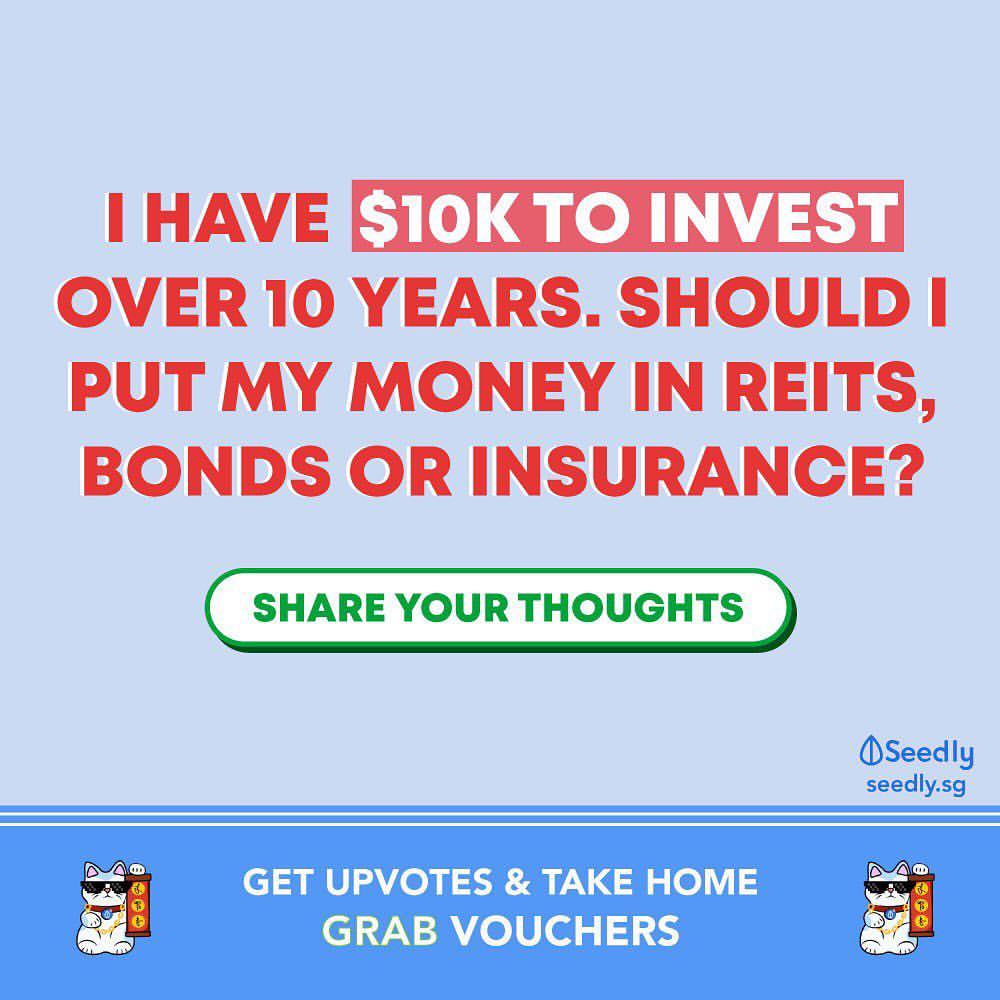 I HAVE $10K TO INVEST
OVER 10 YEARS. SHOULD I
PUT MY MONEY IN REITS,
BONDS OR INSURANCE?
SHARE YOUR THOUGHTS
Seedly
seedly.sg
GET UPVOTES & TAKE HOME
GRAB VOUCHERS